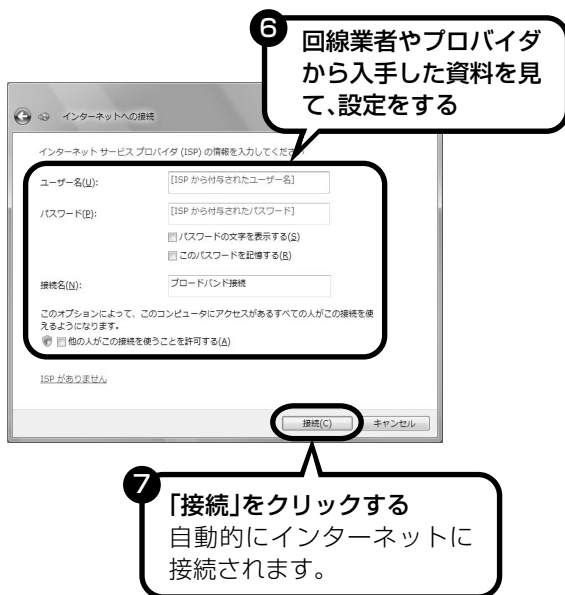 6
回線業者やプロバイダ
から入手した資料を見
て、設定をする
インターネットへの接続
インターネット サービス プロバイダ (ISP) の情報を入力してくださ
ユーザー名(U):
[ISP から付与されたユーザー名]
パスワード(P):
[ISP から付与されたパスワード]
パスワードの文字を表示する(S)
このパスワードを記憶する(R)
接続名(N):
ブロードバンド接続
このオプションによって、このコンピュータにアクセスがあるすべての人がこの接続を使
えるようになります。
他の人がこの接続を使うことを許可する(A)
ISP がありません
接続(C)
キャンセル
7
「接続」をクリックする
自動的にインターネットに
接続されます。